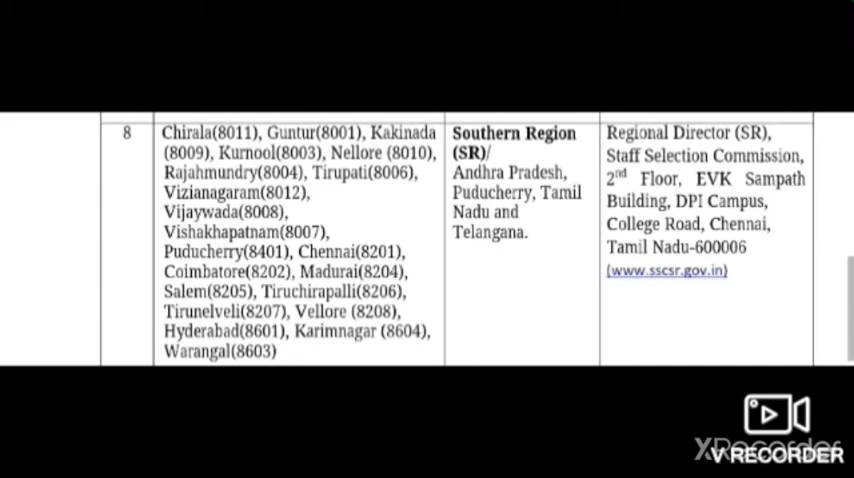 8
Chirala(8011), Guntur(8001), Kakinada
(8009), Kurnool(8003), Nellore (8010),
Rajahmundry(8004), Tirupati(8006),
Vizianagaram(8012),
Vijaywada(8008),
Vishakhapatnam(8007),
Puducherry(8401), Chennai(8201),
Coimbatore(8202), Madurai(8204),
Salem(8205), Tiruchirapalli(8206),
Tirunelveli(8207), Vellore (8208),
Hyderabad(8601), Karimnagar (8604),
Warangal(8603)
Southern Region
(SR)/
Andhra Pradesh,
Puducherry, Tamil
Nadu and
Telangana.
Regional Director (SR),
Staff Selection Commission,
2nd Floor, EVK Sampath
Building, DPI Campus,
College Road, Chennai,
Tamil Nadu-600006
(www.sscsr.gov.in)
XRecorder
V RECORDER